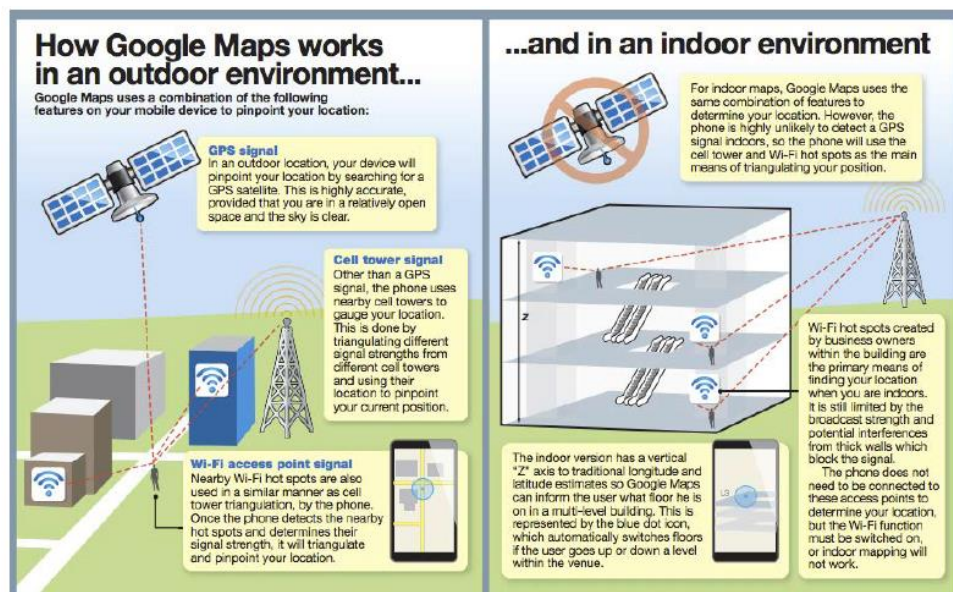 How Google Maps works
in an outdoor environment...
Google Maps uses a combination of the following
features on your mobile device to pinpoint your location:
GPS signal
In an outdoor location, your device will
pinpoint your location by searching for a
GPS satellite. This is highly accurate,
provided that you are in a relatively open
space and the sky is clear.
Cell tower signal
Other than a GPS
signal, the phone uses
nearby cell towers to
gauge your location.
This is done by
triangulating different
signal strengths from
different cell towers
and using their
location to pinpoint
your current position.
Wi-Fi access point signal
Nearby Wi-Fi hot spots are also
used in a similar manner as cell
tower triangulation, by the phone.
Once the phone detects the nearby
hot spots and determines their
signal strength, it will triangulate
and pinpoint your location.
...and in an indoor environment
For indoor maps, Google Maps uses the
same combination of features to
determine your location. However, the
phone is highly unlikely to detect a GPS
signal indoors, so the phone will use the
cell tower and Wi-Fi hot spots as the main
means of triangulating your position.
Z
Wi-Fi hot spots created
by business owners
within the building are
the primary means of
finding your location
when you are indoors.
It is still limited by the
broadcast strength and
potential interferences
from thick walls which
block the signal.
The phone does not
need to be connected to
these access points to
determine your location,
but the Wi-Fi function
must be switched on,
or indoor mapping will
not work.
The indoor version has a vertical
"Z" axis to traditional longitude and
latitude estimates so Google Maps
can inform the user what floor he is
on in a multi-level building. This is
represented by the blue dot icon,
which automatically switches floors
if the user goes up or down a level
within the venue.